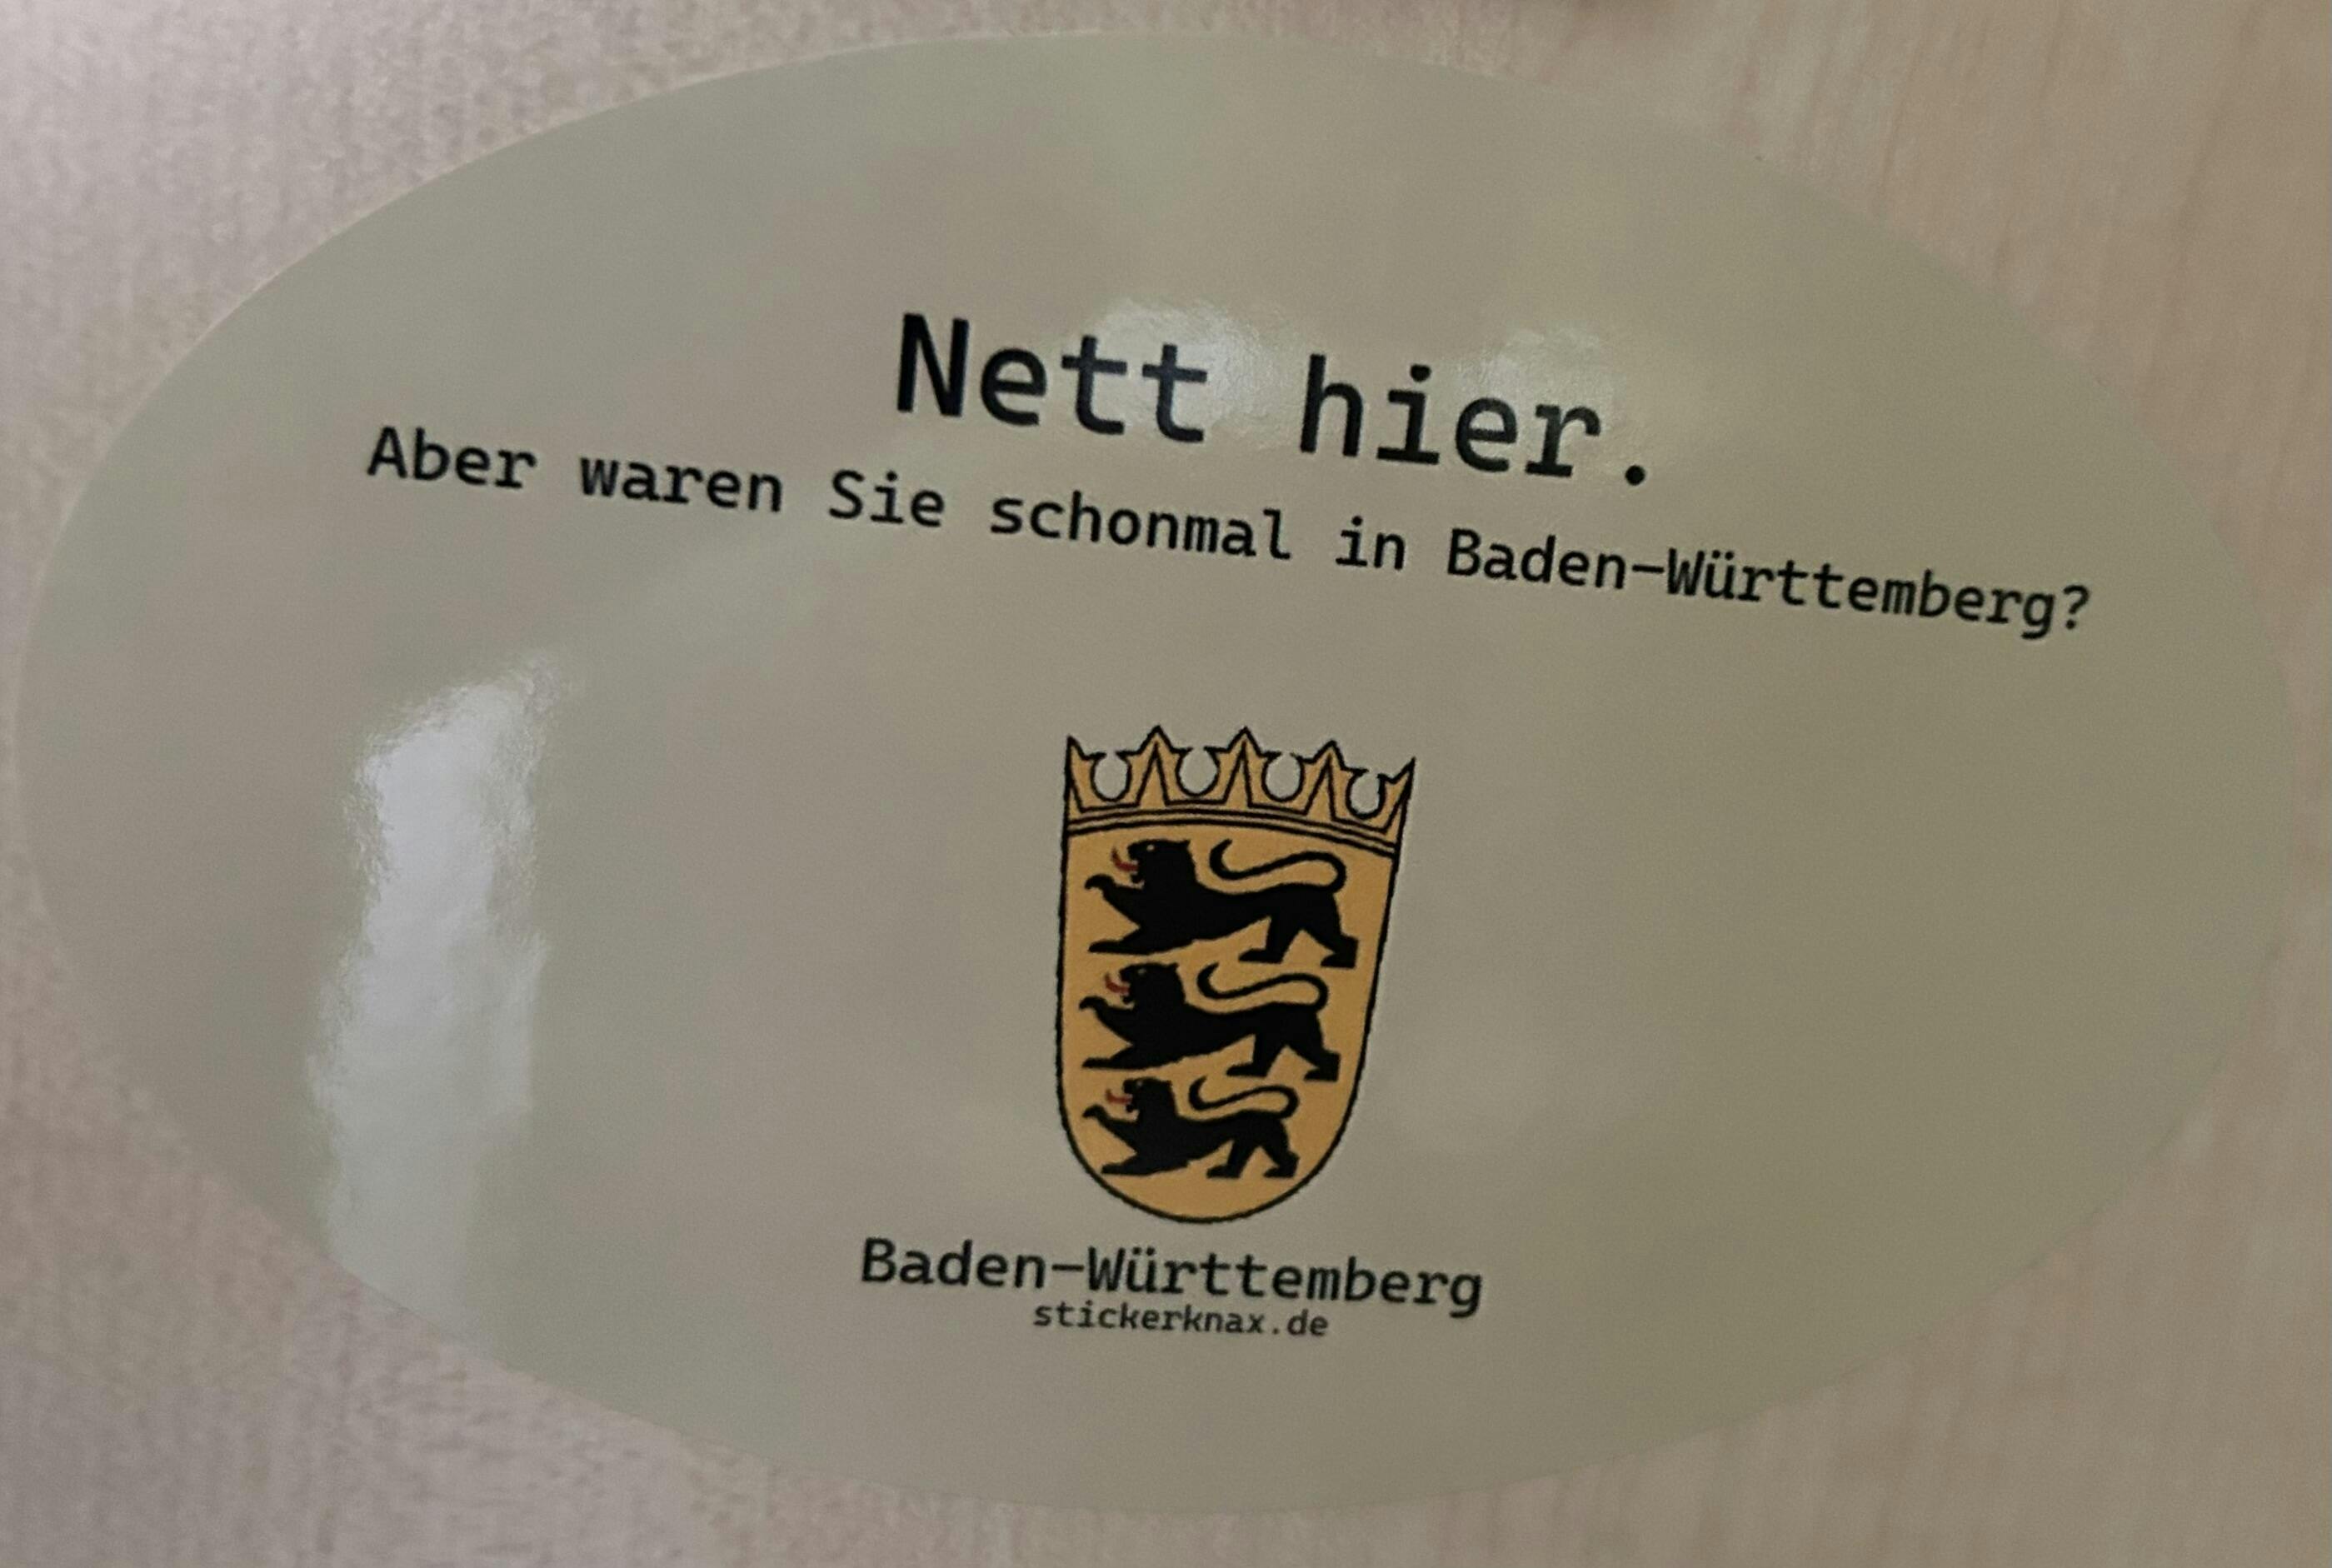 Nett hier.
Aber waren Sie schonmal in Baden-Württemberg?
Baden-Württemberg
stickerknax.de